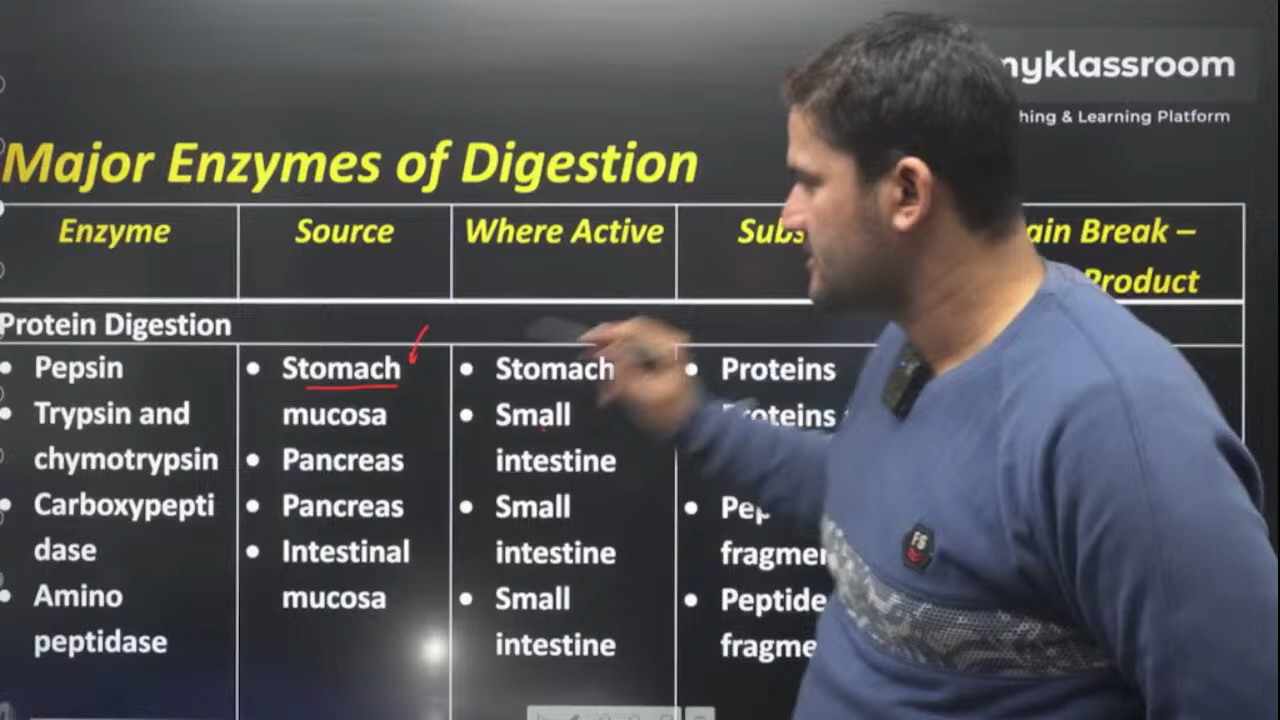 nyklassroom
hing & Learning Platform
Major Enzymes of Digestion
Enzyme
Source
Where Active
Subs
ain Break –
Product
Protein Digestion
• Pepsin
• Trypsin and
chymotrypsin
• Carboxypepti
dase
• Amino
peptidase
• Stomach
mucosa
• Pancreas
• Pancreas
• Intestinal
mucosa
• Stomach
• Small
intestine
• Small
intestine
• Small
intestine
• Proteins
Proteins
• Pep
fragmen
• Peptide
fragme
FS